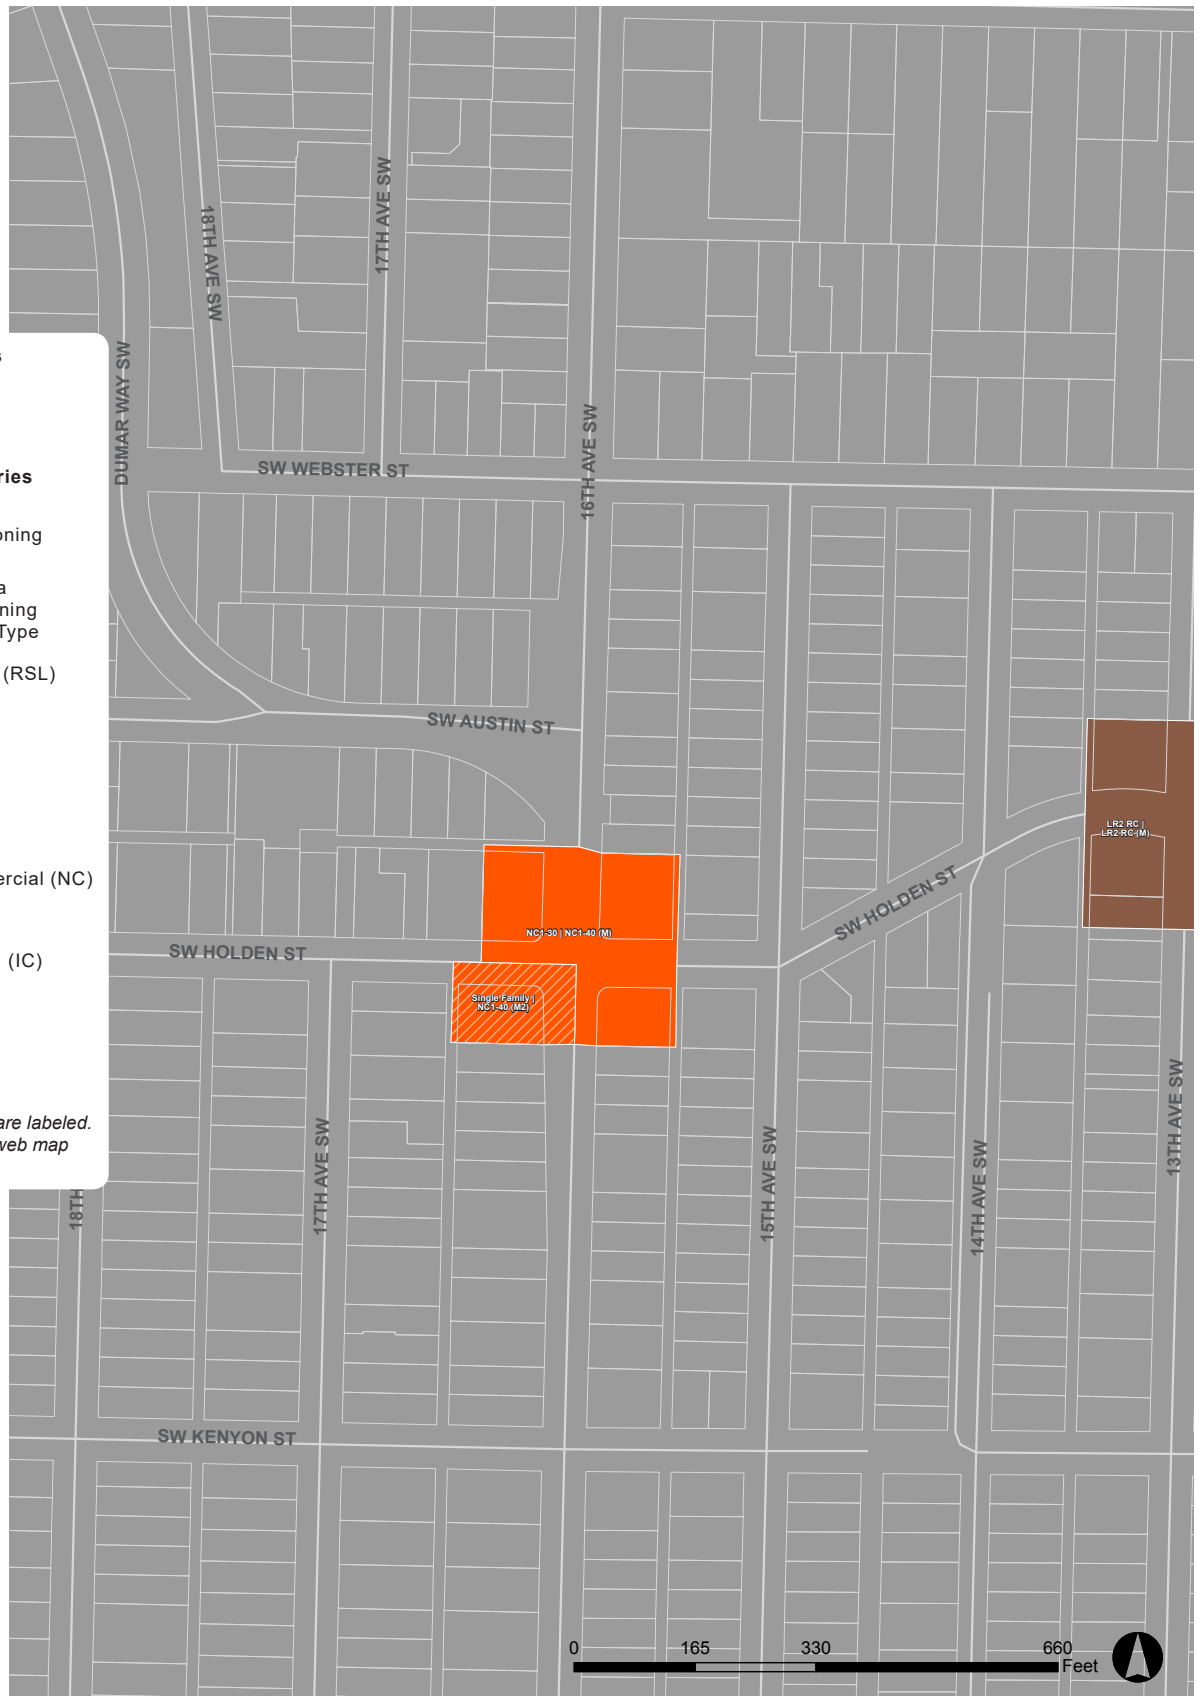 18TH AVE SW
17TH AVE SW
DUMAR WAY SW
16TH AVE SW
SW WEBSTER ST
s
ries
oning
a
ning
Type
(RSL)
ercial (NC)
(IC)
are labeled.
web map
SW AUSTIN ST
LR2 RC |
LR2 RC (M)
SW HOLDEN ST
NC1-30 | NC1-40 (M)
SW HOLDEN ST
Single Family |
NC1-40 (M2)
18TH
17TH AVE SW
15TH AVE SW
14TH AVE SW
13TH AVE SW
SW KENYON ST
0 165 330 660
Feet